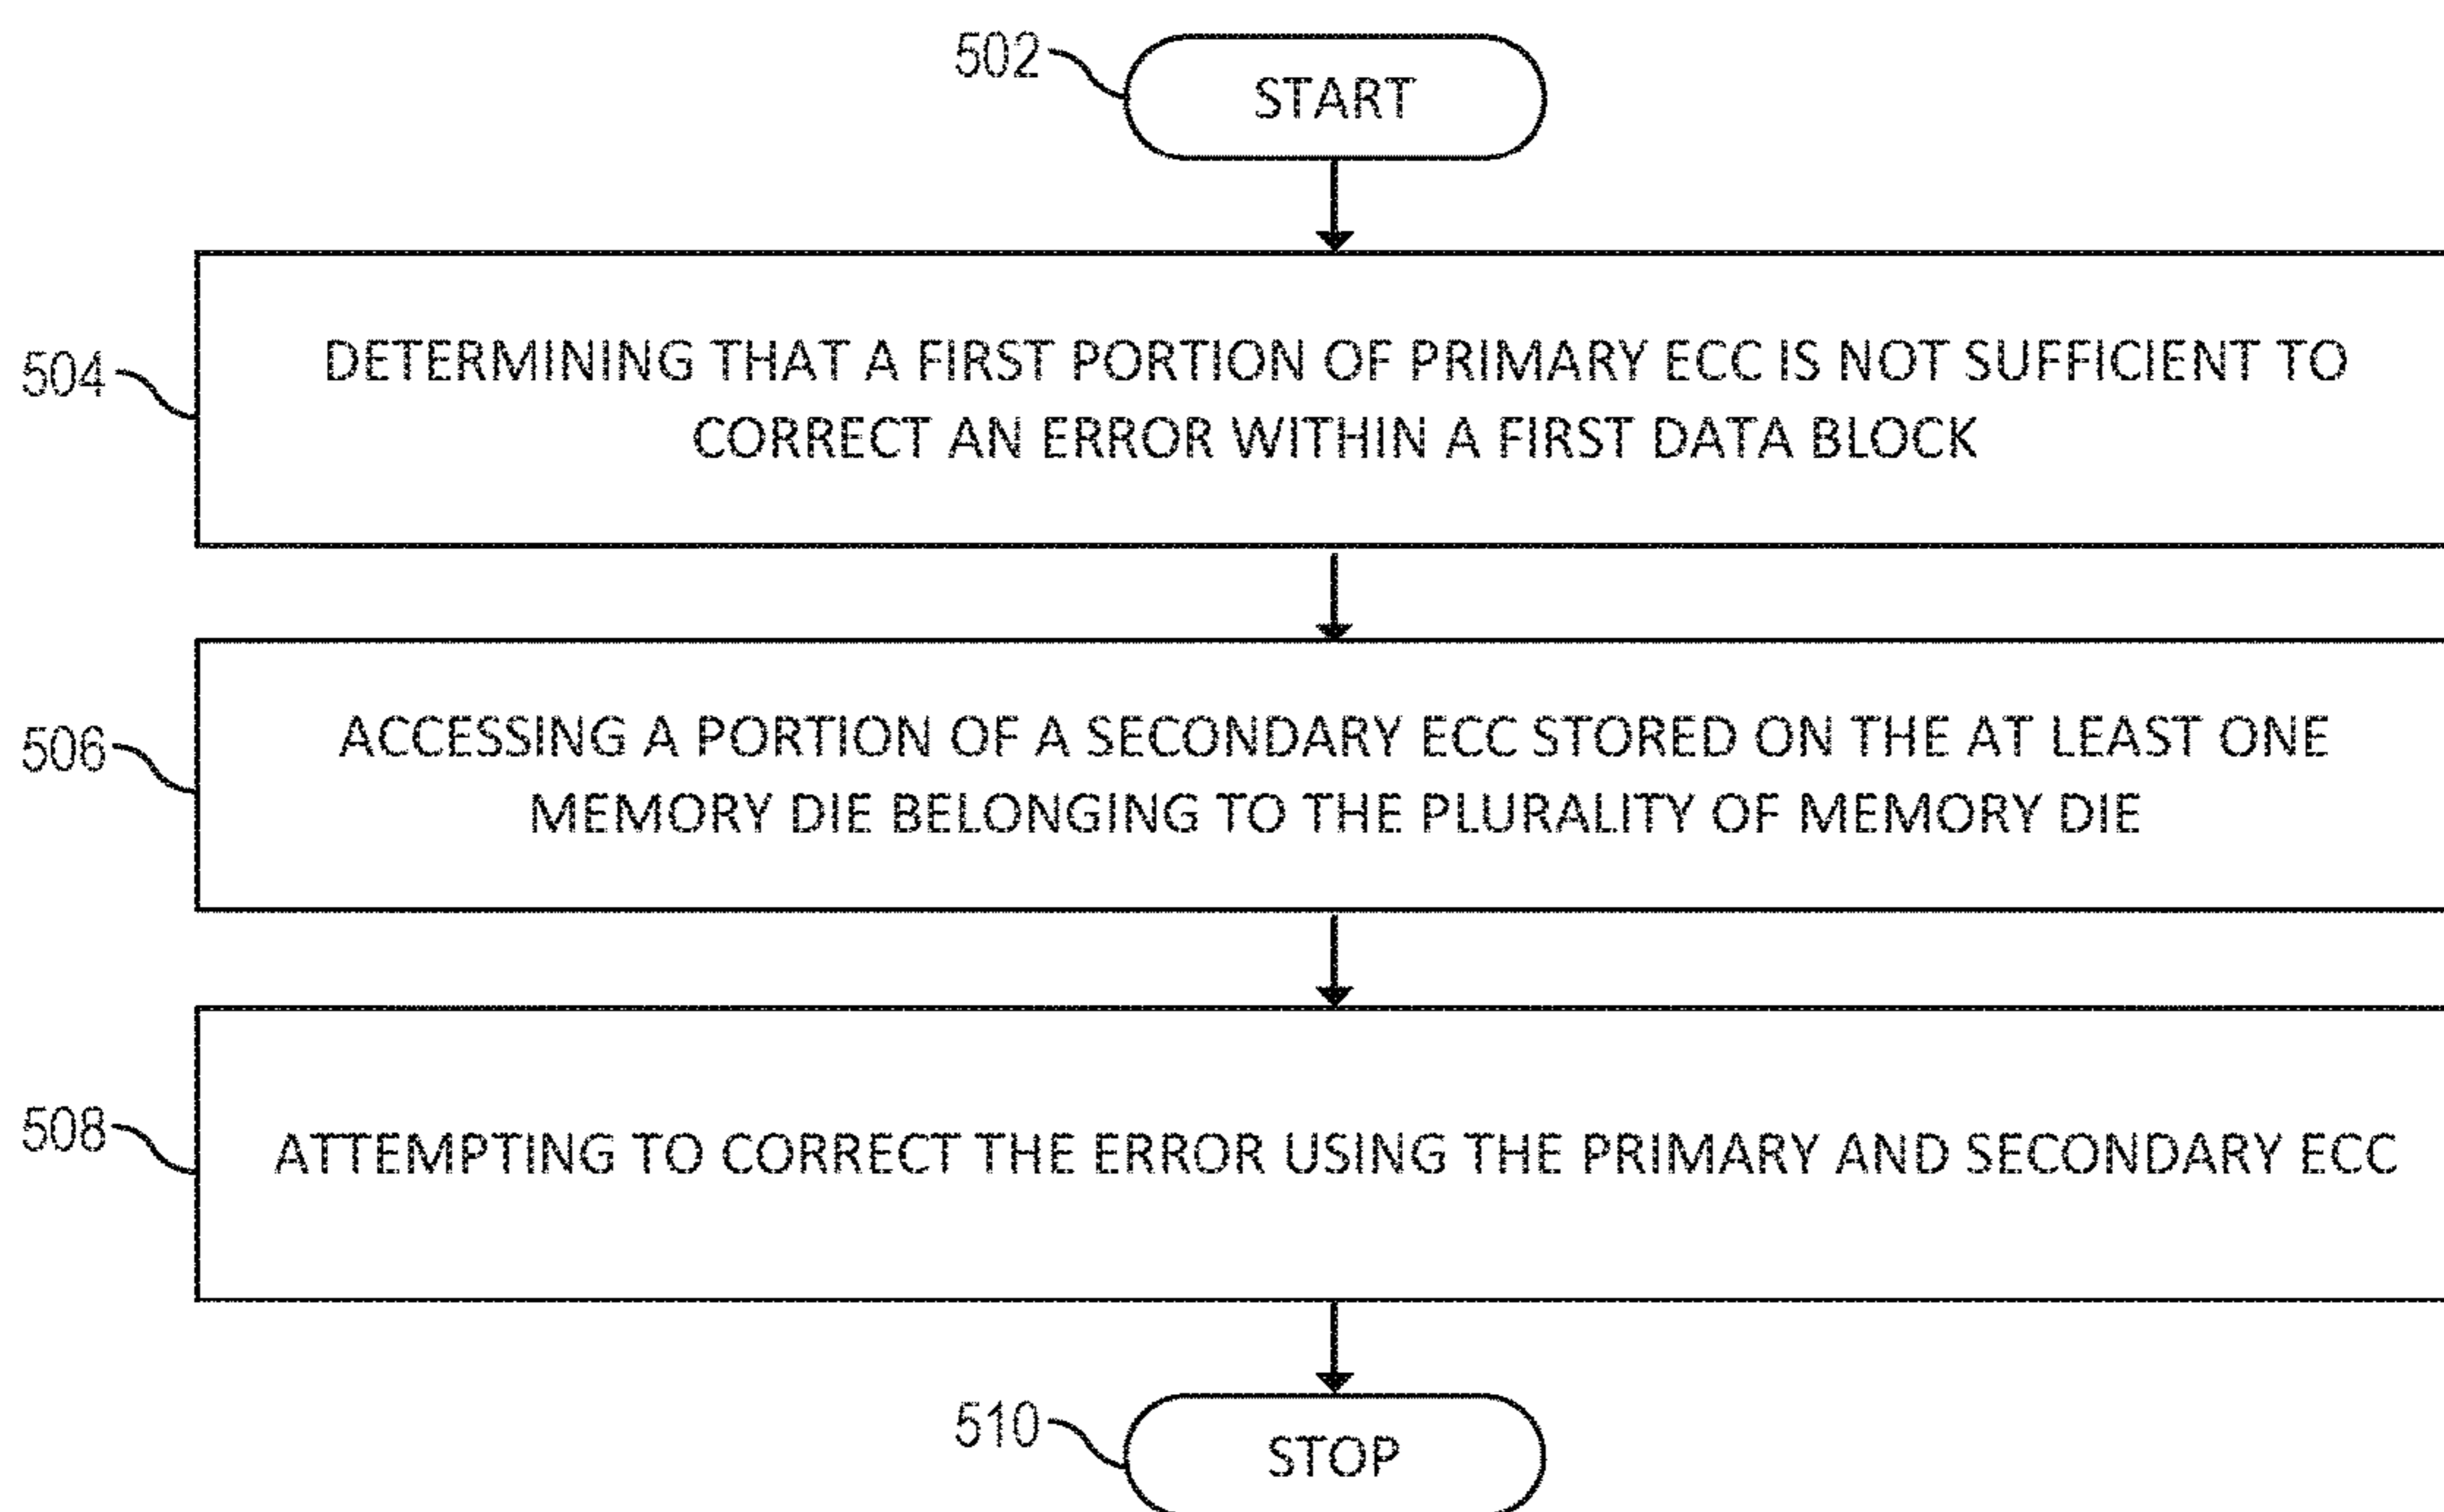 502
START
504
DETERMINING THAT A FIRST PORTION OF PRIMARY ECC IS NOT SUFFICIENT TO
CORRECT AN ERROR WITHIN A FIRST DATA BLOCK
506
ACCESSING A PORTION OF A SECONDARY ECC STORED ON THE AT LEAST ONE
MEMORY DIE BELONGING TO THE PLURALITY OF MEMORY DIE
508
ATTEMPTING TO CORRECT THE ERROR USING THE PRIMARY AND SECONDARY ECC
510
STOP